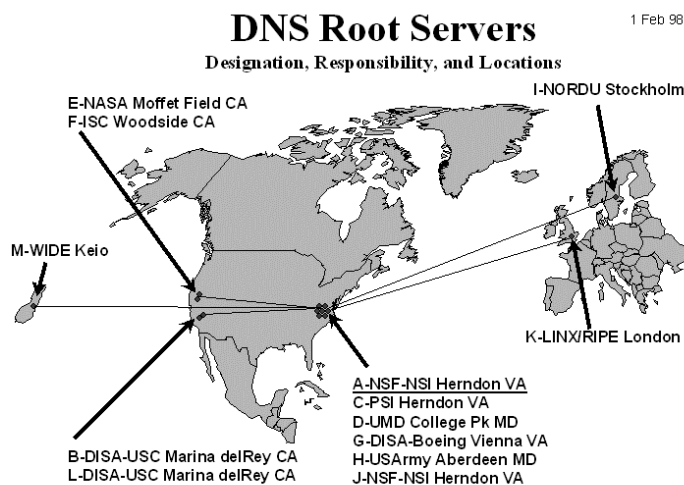 DNS Root Servers
1 Feb 98
Designation, Responsibility, and Locations
E-NASA Moffet Field CA
F-ISC Woodside CA
I-NORDU Stockholm
M-WIDE Keio
K-LINX/RIPE London
A-NSF-NSI Herndon VA
C-PSI Herndon VA
D-UMD College Pk MD
G-DISA-Boeing Vienna VA
H-USArmy Aberdeen MD
J-NSF-NSI Herndon VA
B-DISA-USC Marina delRey CA
L-DISA-USC Marina delRey CA